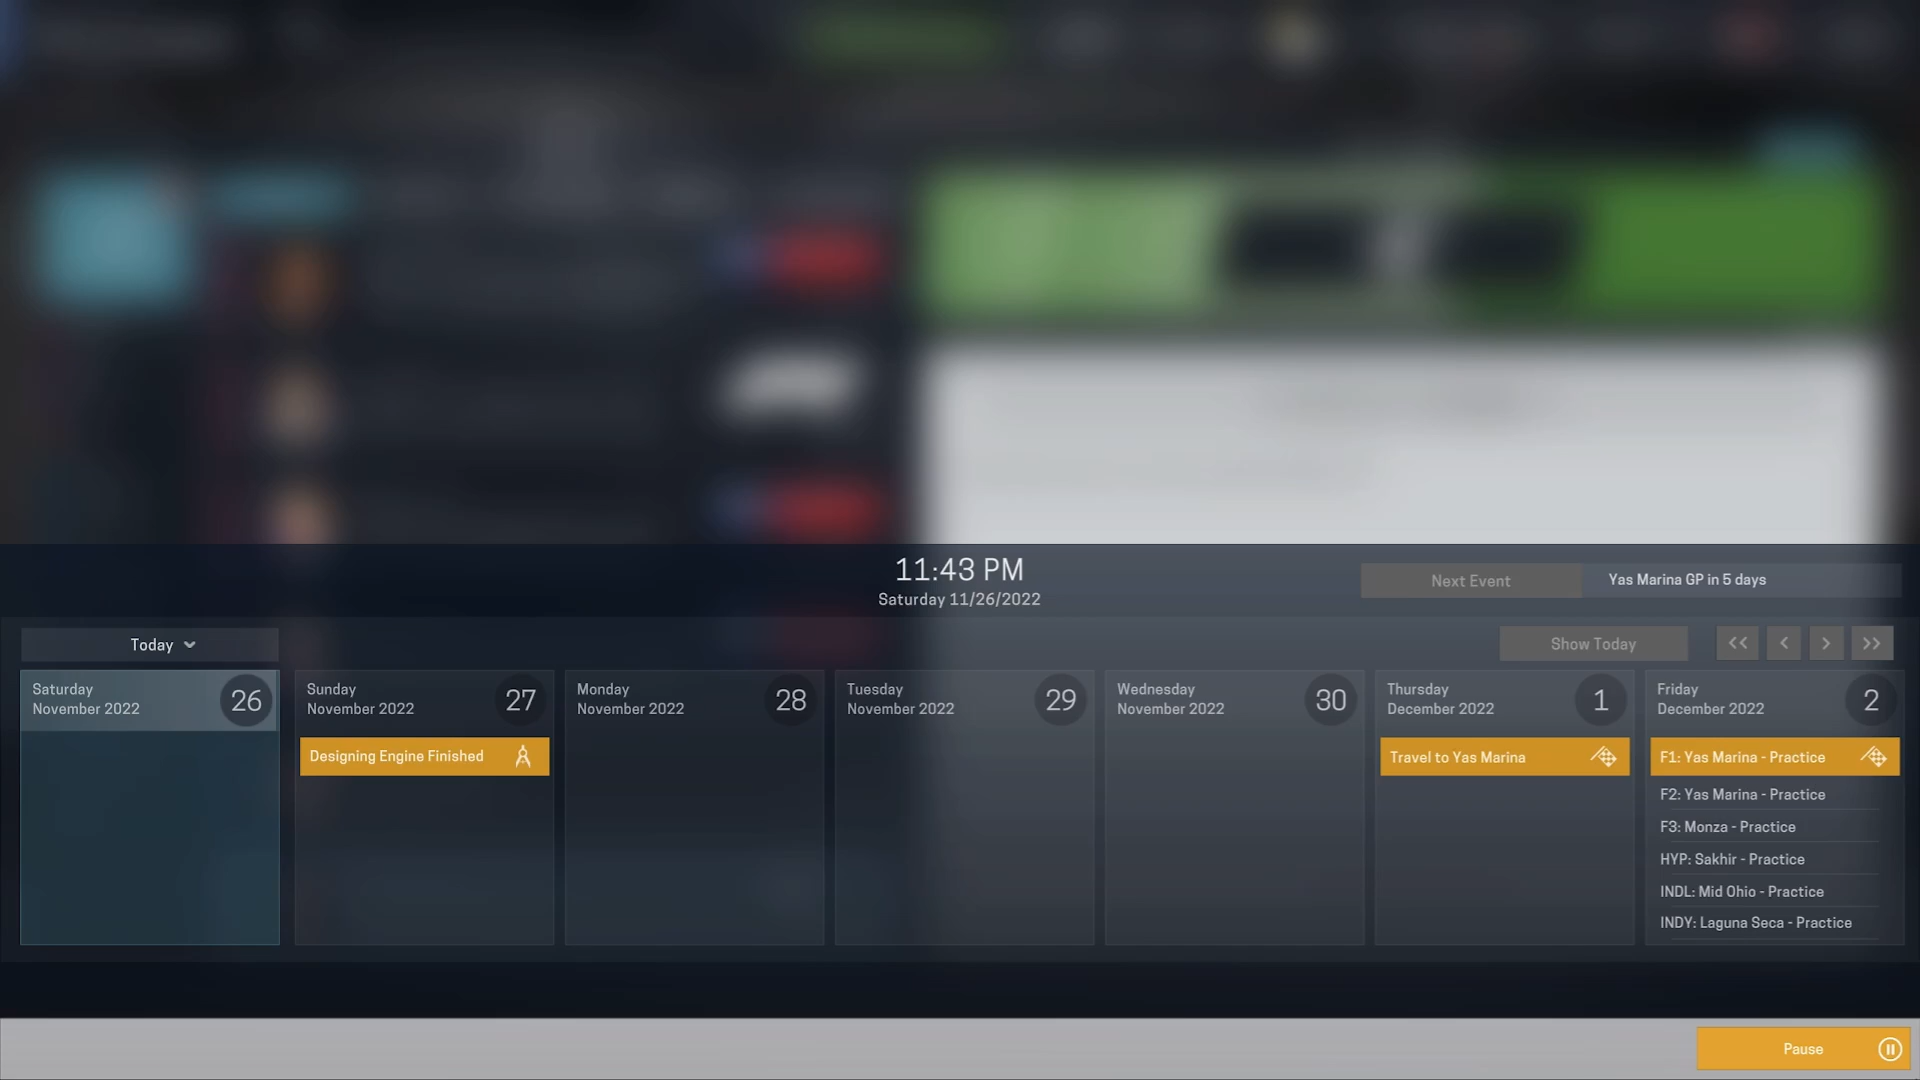 11:43 PM
Saturday 11/26/2022
Next Event
Yas Marina GP in 5 days
Today
Show Today
Saturday
November 2022
26
Sunday
November 2022
27
Designing Engine Finished
Monday
November 2022
28
Tuesday
November 2022
29
Wednesday
November 2022
30
Thursday
December 2022
1
Travel to Yas Marina
Friday
December 2022
2
F1: Yas Marina - Practice
F2: Yas Marina - Practice
F3: Monza - Practice
HYP: Sakhir - Practice
INDL: Mid Ohio - Practice
INDY: Laguna Seca - Practice
Pause